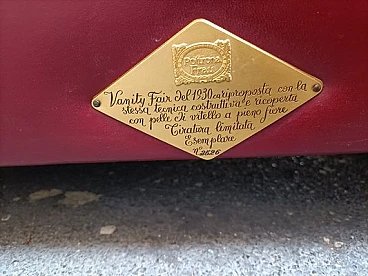 Poltrona
Frau
Vanity Fair del 1930 riproposta con la
stessa tecnica costruttiva e ricoperta
con pelle di vitello a pieno fiore
Tiratura limitata
Esemplare